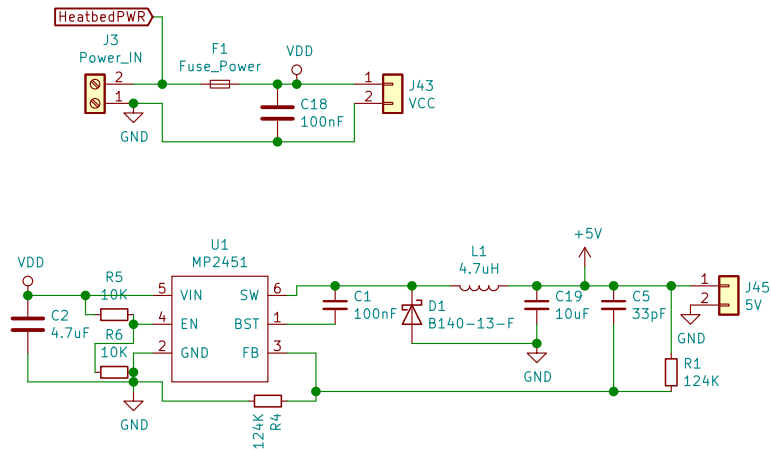 HeatbedPWR
J3
Power_IN
2
1
GND
F1
Fuse_Power
VDD
C18
100nF
1
2
J43
VCC
VDD
C2
4.7uF
R5
10K
R6
10K
GND
U1
MP2451
5
VIN
4
EN
2
GND
SW
6
BST
1
FB
3
124K
R4
C1
100nF
D1
B140-13-F
L1
4.7uH
+5V
C19
10uF
GND
C5
33pF
1
2
J45
5V
GND
R1
124K